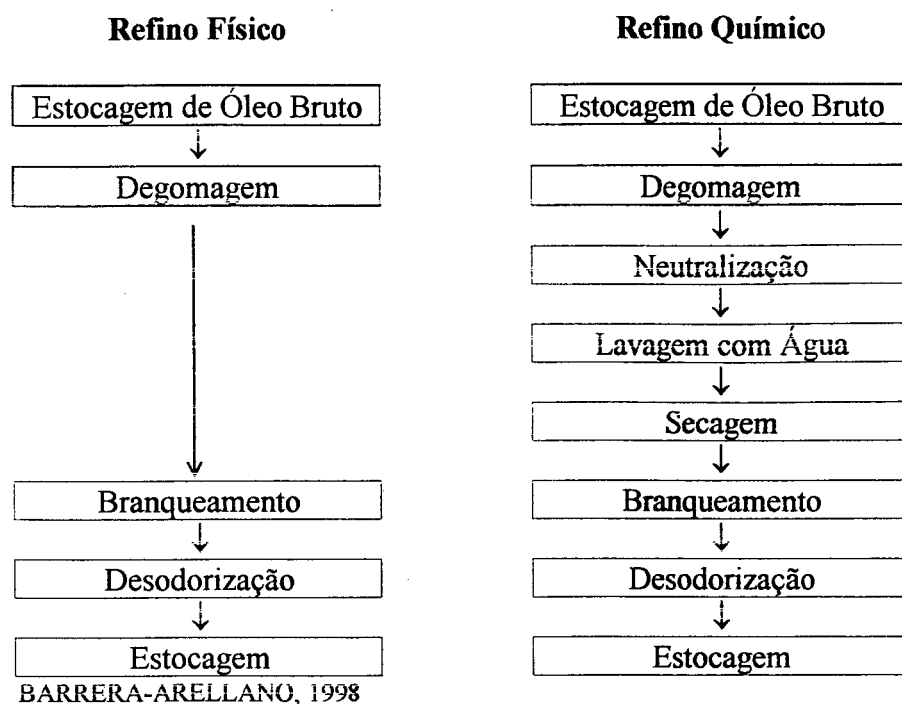 Refino Físico
Estocagem de Óleo Bruto
Degomagem
Branqueamento
Desodorização
Estocagem
BARRERA-ARELLANO, 1998
Refino Químico
Estocagem de Óleo Bruto
Degomagem
Neutralização
Lavagem com Água
Secagem
Branqueamento
Desodorização
Estocagem